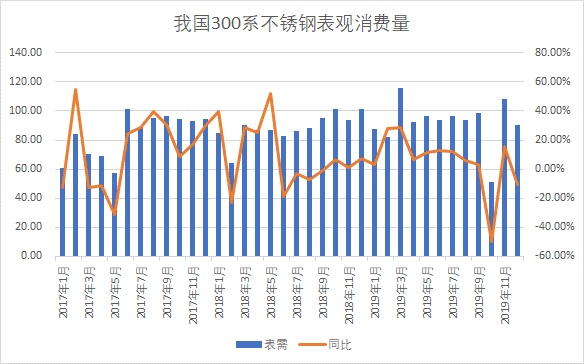 我国300系不锈钢表观消费量
140.00
120.00
100.00
80.00
60.00
40.00
20.00
0.00
80.00%
60.00%
40.00%
20.00%
0.00%
-20.00%
-40.00%
-60.00%
2017年1月
2017年3月
2017年5月
2017年7月
2017年9月
2017年11月
2018年1月
2018年3月
2018年5月
2018年7月
2018年9月
2018年11月
2019年1月
2019年3月
2019年5月
2019年7月
2019年9月
2019年11月
表需 同比